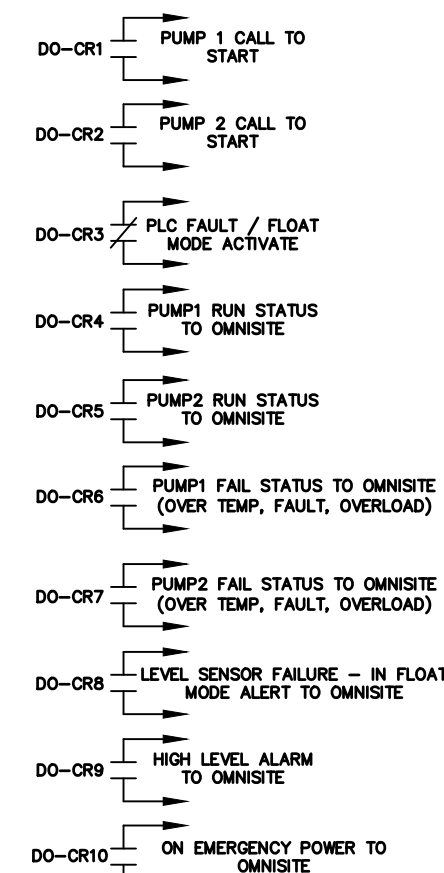 DO-CR1
PUMP 1 CALL TO
START
DO-CR2
PUMP 2 CALL TO
START
DO-CR3
PLC FAULT / FLOAT
MODE ACTIVATE
DO-CR4
PUMP1 RUN STATUS
TO OMNISITE
DO-CR5
PUMP2 RUN STATUS
TO OMNISITE
DO-CR6
PUMP1 FAIL STATUS TO OMNISITE
(OVER TEMP, FAULT, OVERLOAD)
DO-CR7
PUMP2 FAIL STATUS TO OMNISITE
(OVER TEMP, FAULT, OVERLOAD)
DO-CR8
LEVEL SENSOR FAILURE - IN FLOAT
MODE ALERT TO OMNISITE
DO-CR9
HIGH LEVEL ALARM
TO OMNISITE
DO-CR10
ON EMERGENCY POWER TO
OMNISITE